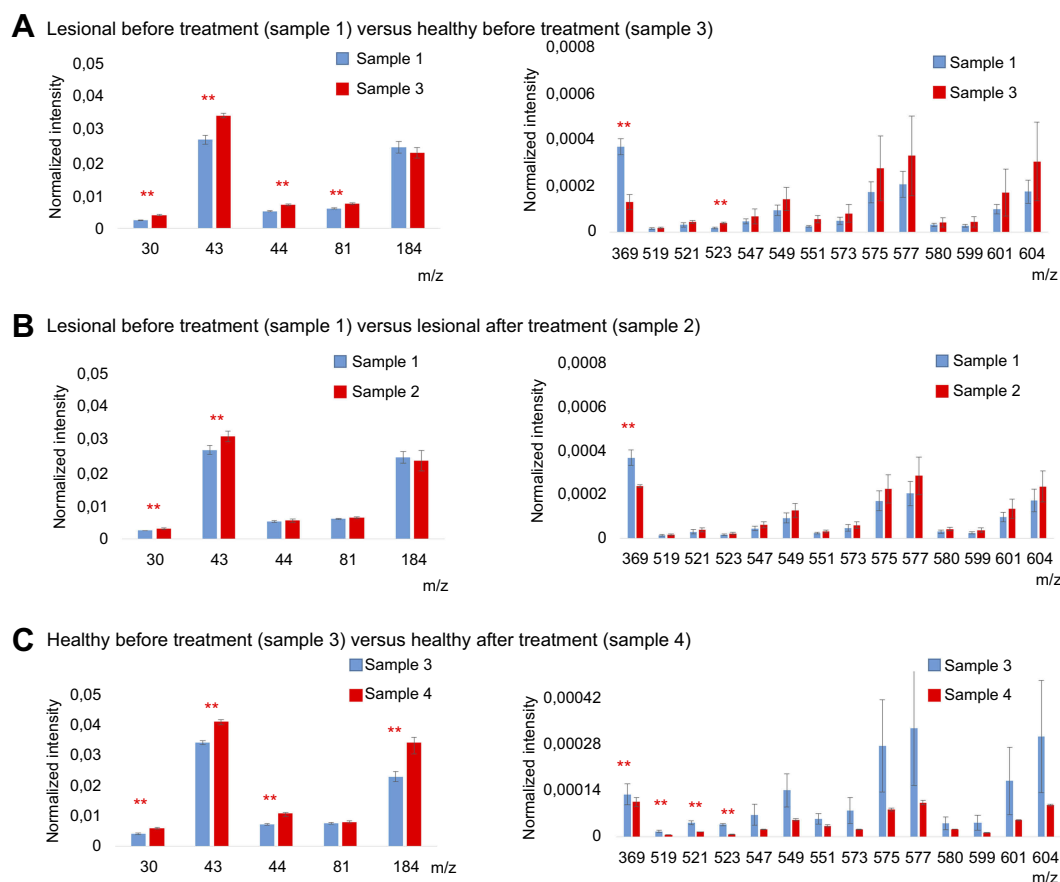 A Lesional before treatment (sample 1) versus healthy before treatment (sample 3)
Normalized intensity
0,05
0,04
0,03
0,02
0,01
0
Sample 1
Sample 3
**
**
**
**
30 43 44 81 184
m/z
Normalized intensity
0,0008
0,0006
0,0004
0,0002
0
Sample 1
Sample 3
**
**
369 519 521 523 547 549 551 573 575 577 580 599 601 604
m/z
B Lesional before treatment (sample 1) versus lesional after treatment (sample 2)
Normalized intensity
0,05
0,04
0,03
0,02
0,01
0
Sample 1
Sample 2
**
**
30 43 44 81 184
m/z
Normalized intensity
0,0008
0,0006
0,0004
0,0002
0
Sample 1
Sample 2
**
369 519 521 523 547 549 551 573 575 577 580 599 601 604
m/z
C Healthy before treatment (sample 3) versus healthy after treatment (sample 4)
Normalized intensity
0,05
0,04
0,03
0,02
0,01
0
Sample 3
Sample 4
**
**
**
**
30 43 44 81 184 m/z
Normalized intensity
0,00042
0,00028
0,00014
0
Sample 3
Sample 4
**
**
**
**
369 519 521 523 547 549 551 573 575 577 580 599 601 604
m/z